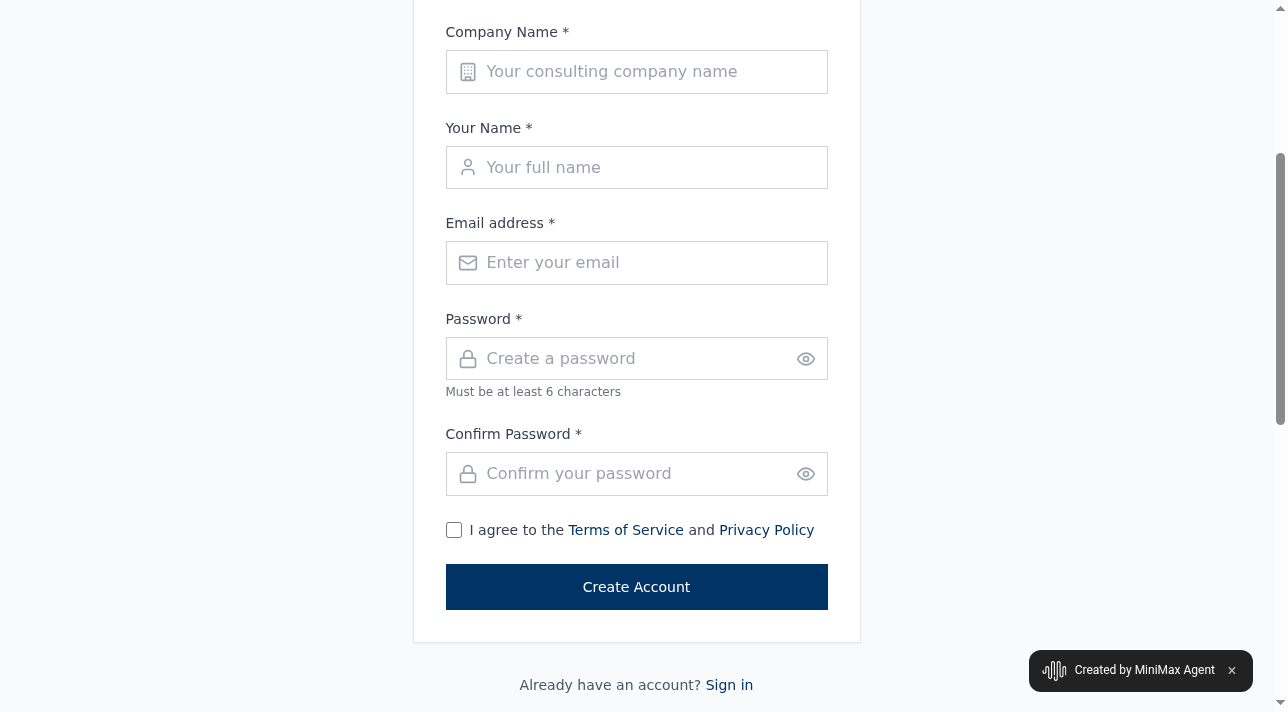 Company Name *
Your consulting company name
Your Name *
Your full name
Email address *
Enter your email
Password *
Create a password
Must be at least 6 characters
Confirm Password *
Confirm your password
I agree to the Terms of Service and Privacy Policy
Create Account
Already have an account? Sign in
Created by MiniMax Agent ×